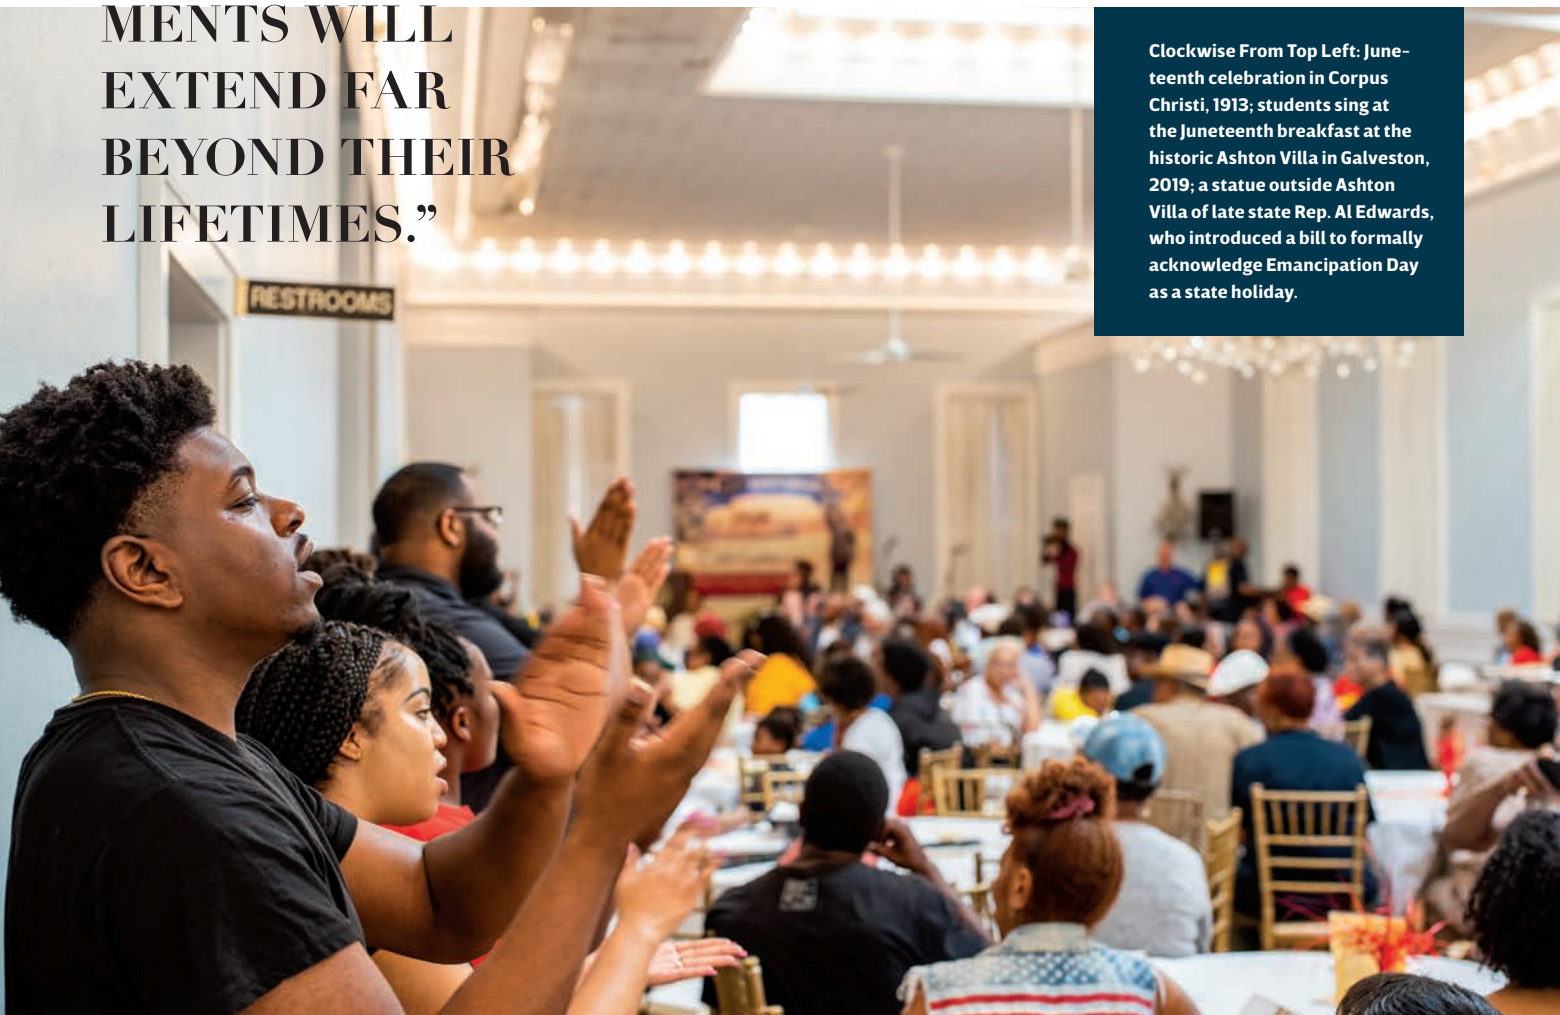 MENTS WILL
EXTEND FAR
BEYOND THEIR
LIFETIMES.”
Clockwise From Top Left: June-
teenth celebration in Corpus
Christi, 1913; students sing at
the Juneteenth breakfast at the
historic Ashton Villa in Galveston,
2019; a statue outside Ashton
Villa of late state Rep. Al Edwards,
who introduced a bill to formally
acknowledge Emancipation Day
as a state holiday.
RESTROOMS